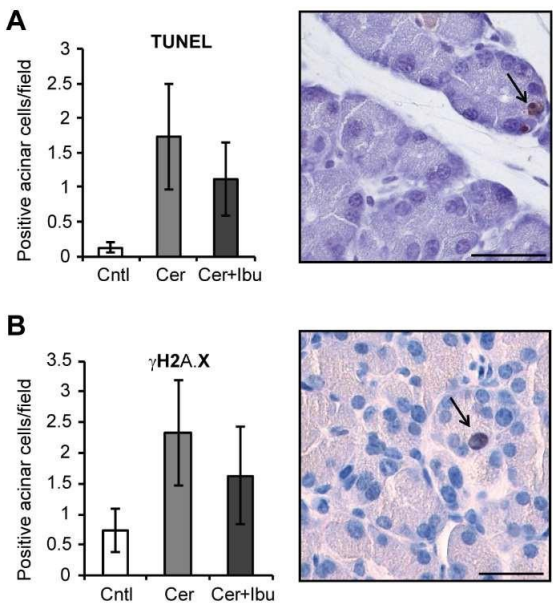 A
TUNEL
Positive acinar cells/field
3
2.5
2
1.5
1
0.5
0
Cntl Cer Cer+Ibu
B
γH2A.X
Positive acinar cells/field
3.5
3
2.5
2
1.5
1
0.5
0
Cntl Cer Cer+Ibu